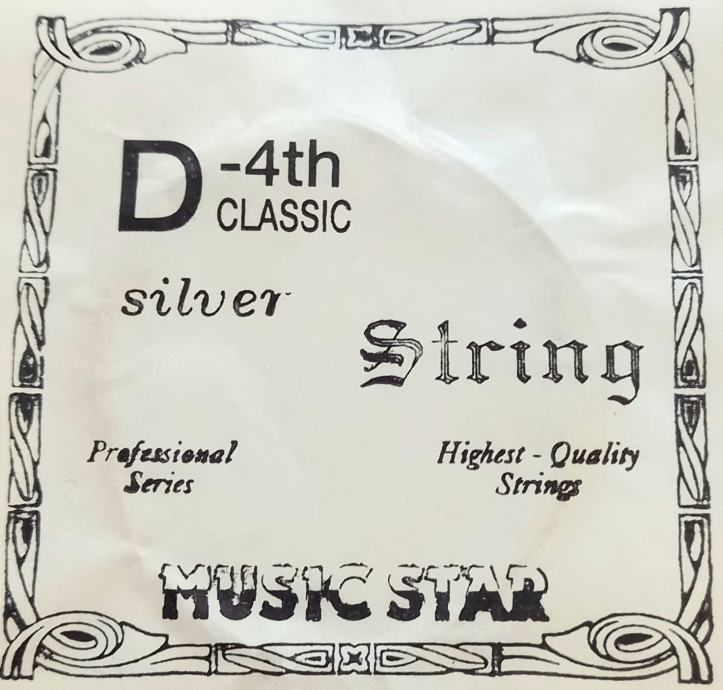 D -4th
CLASSIC
silver
String
Professional
Series
Highest - Quality
Strings
MUSIC STAR